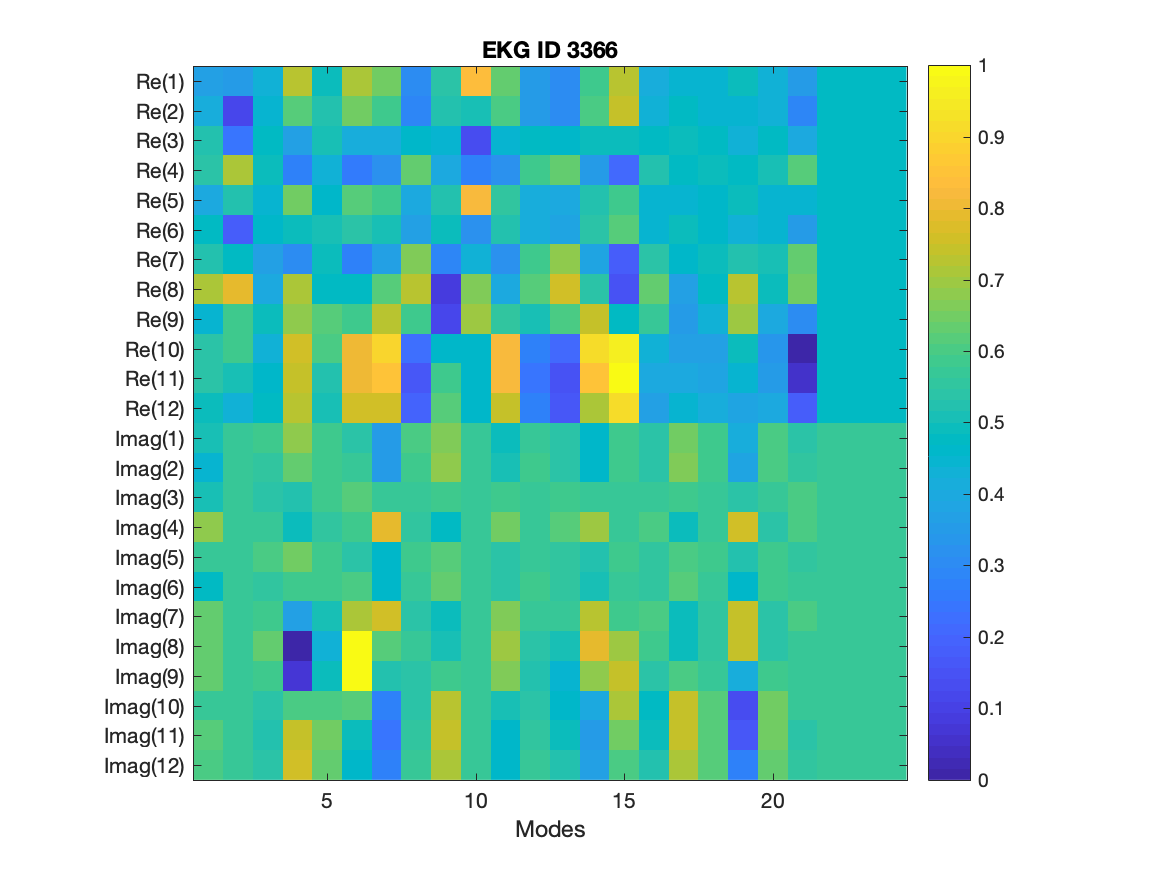 EKG ID 3366
Re(1)
Re(2)
Re(3)
Re(4)
Re(5)
Re(6)
Re(7)
Re(8)
Re(9)
Re(10)
Re(11)
Re(12)
Imag(1)
Imag(2)
Imag(3)
Imag(4)
Imag(5)
Imag(6)
Imag(7)
Imag(8)
Imag(9)
Imag(10)
Imag(11)
Imag(12)
5 10 15 20
Modes
1
0.9
0.8
0.7
0.6
0.5
0.4
0.3
0.2
0.1
0